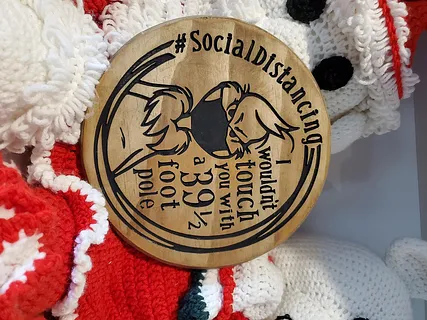 #SocialDistancing
I
wouldn't
touch
you with
a 39½
foot
pole